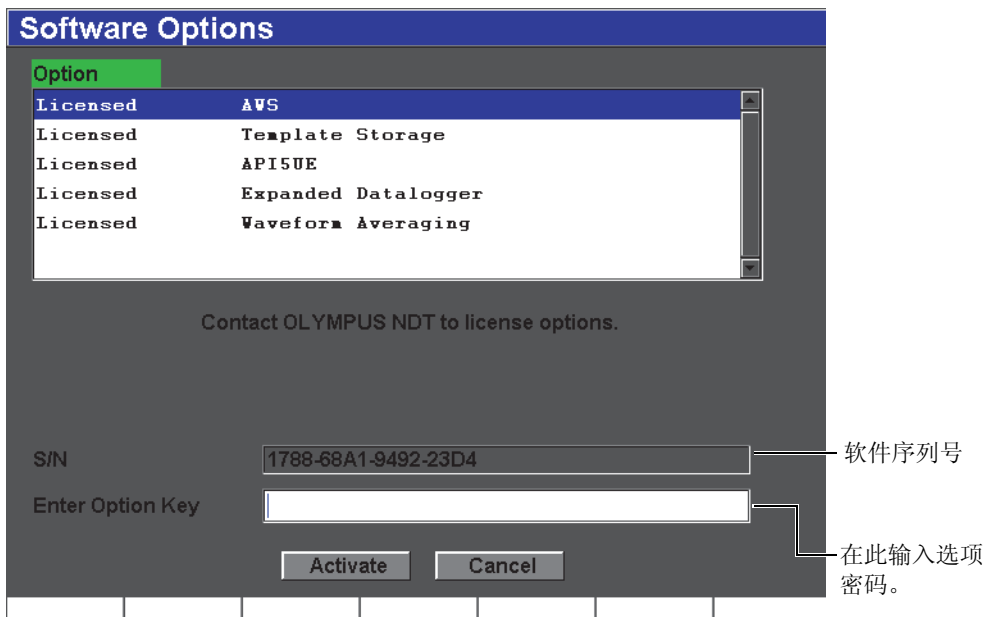 Software Options
Option
Licensed AWS
Licensed Template Storage
Licensed API5UE
Licensed Expanded Datalogger
Licensed Waveform Averaging
Contact OLYMPUS NDT to license options.
S/N 1788-68A1-9492-23D4
软件序列号
Enter Option Key
在此输入选项
密码。
Activate Cancel